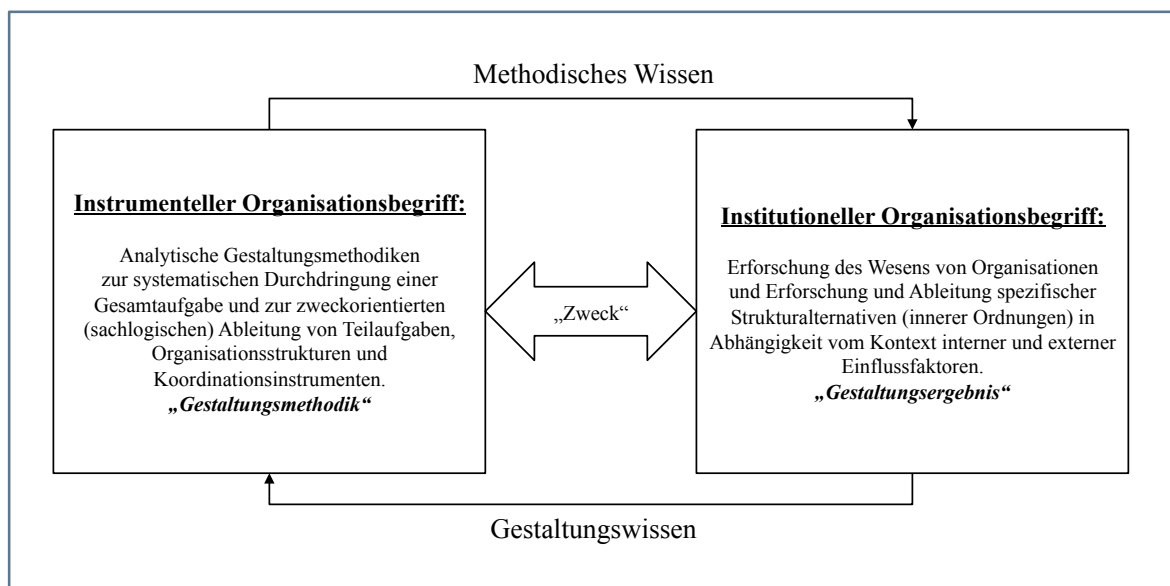 Methodisches Wissen
Instrumenteller Organisationsbegriff:
Analytische Gestaltungsmethodiken
zur systematischen Durchdringung einer
Gesamtaufgabe und zur zweckorientierten
(sachlogischen) Ableitung von Teilaufgaben,
Organisationsstrukturen und
Koordinationsinstrumenten.
„Gestaltungsmethodik“
„Zweck“
Institutioneller Organisationsbegriff:
Erforschung des Wesens von Organisationen
und Erforschung und Ableitung spezifischer
Strukturalternativen (innerer Ordnungen) in
Abhängigkeit vom Kontext interner und externer
Einflussfaktoren.
„Gestaltungsergebnis“
Gestaltungswissen